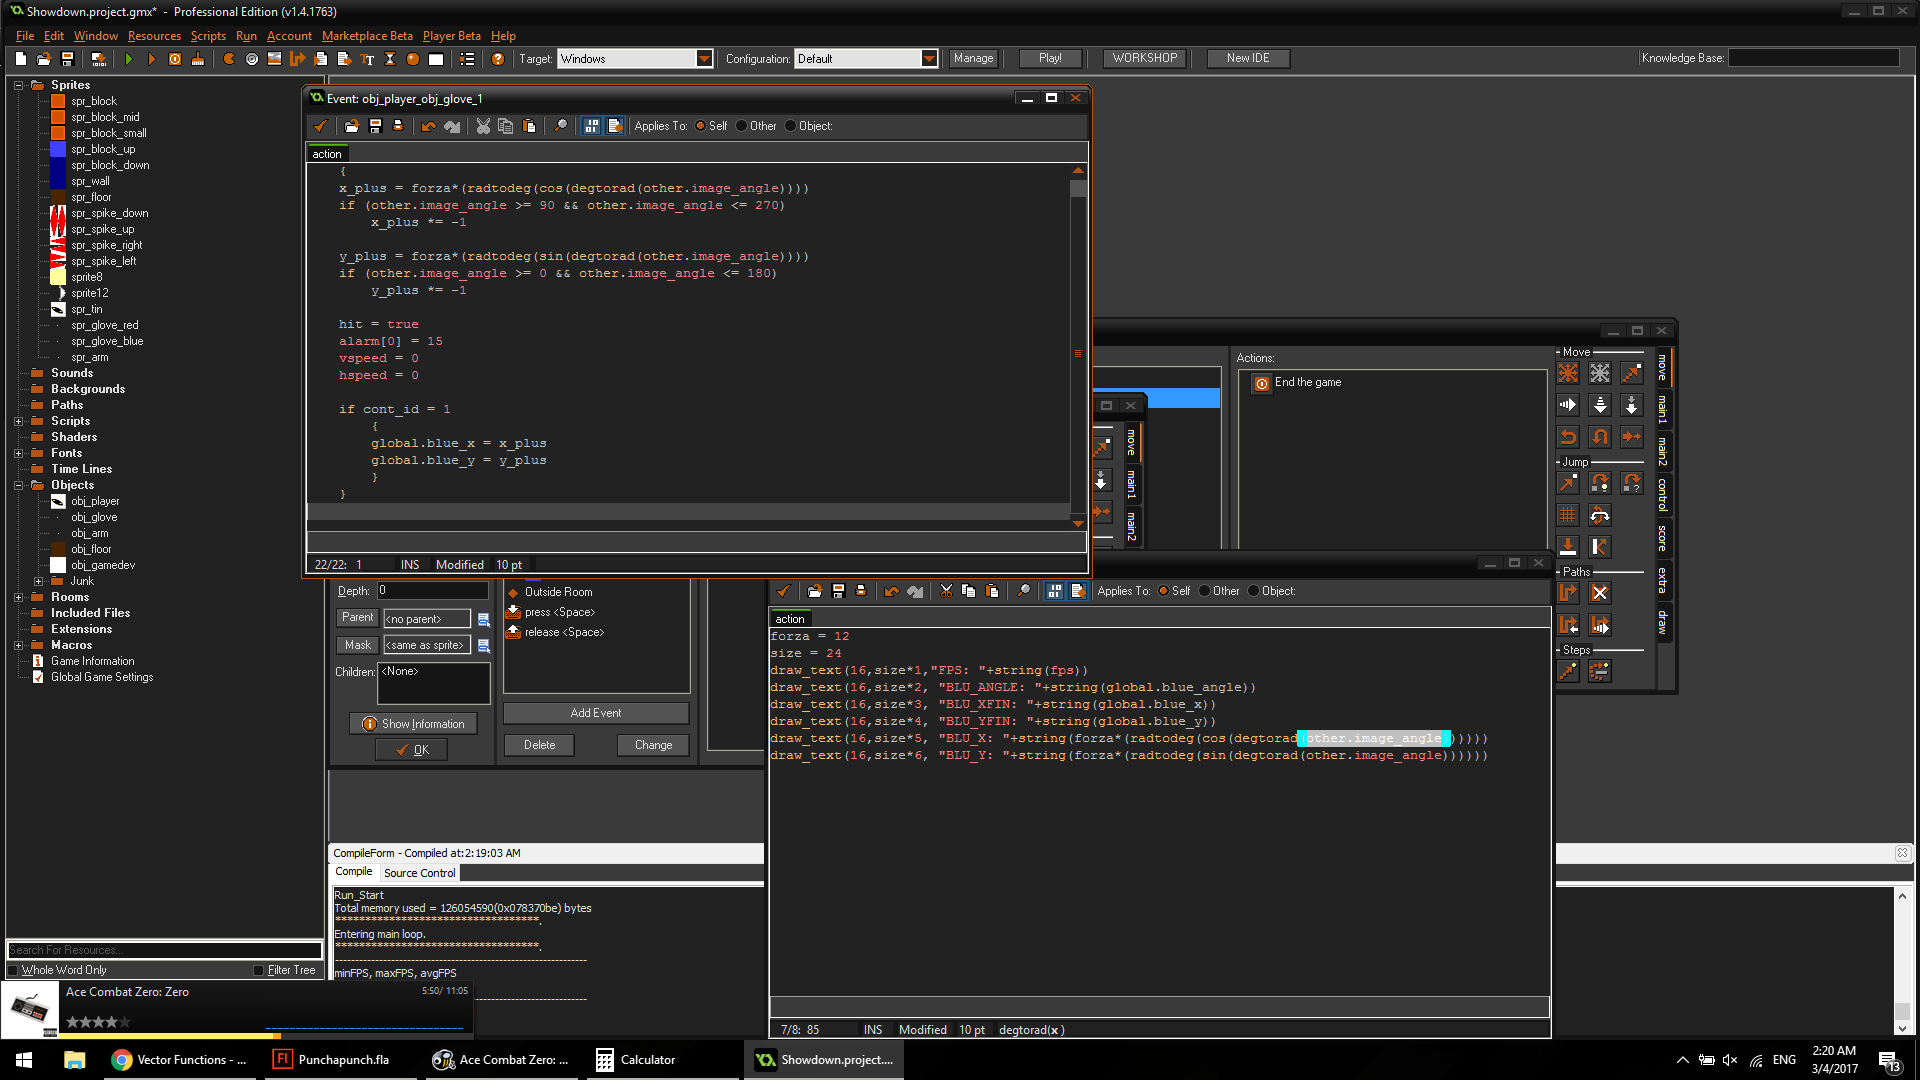 Showdown.project.gmx* - Professional Edition (v1.4.1763)
File Edit Window Resources Scripts Run Account Marketplace Beta Player Beta Help
Target: Windows Configuration: Default Manage Play! WORKSHOP New IDE Knowledge Base:
Sprites
spr_block
spr_block_mid
spr_block_small
spr_block_up
spr_block_down
spr_wall
spr_floor
spr_spike_down
spr_spike_up
spr_spike_right
spr_spike_left
sprite8
sprite12
spr_tin
spr_glove_red
spr_glove_blue
spr_arm
Sounds
Backgrounds
Paths
Scripts
Shaders
Fonts
Time Lines
Objects
obj_player
obj_glove
obj_arm
obj_floor
obj_gamedev
Junk
Rooms
Included Files
Extensions
Macros
Game Information
Global Game Settings
Search For Resources...
Whole Word Only Filter Tree
Event: obj_player_obj_glove_1
Applies To: Self Other Object:
action
{
x_plus = forza*(radtodeg(cos(degtorad(other.image_angle))))
if (other.image_angle >= 90 && other.image_angle <= 270)
x_plus *= -1
y_plus = forza*(radtodeg(sin(degtorad(other.image_angle))))
if (other.image_angle >= 0 && other.image_angle <= 180)
y_plus *= -1
hit = true
alarm[0] = 15
vspeed = 0
hspeed = 0
if cont_id = 1
{
global.blue_x = x_plus
global.blue_y = y_plus
}
}
22/22: 1 INS Modified 10 pt
Actions:
End the game
Move
Jump
Paths
Steps
move
main1
main2
control
score
extra
draw
move
main1
main2
Depth: 0
Parent <no parent>
Mask <same as sprite>
Children: <None>
Show Information
OK
Outside Room
press <Space>
release <Space>
Add Event
Delete Change
Applies To: Self Other Object:
action
forza = 12
size = 24
draw_text(16,size*1,"FPS: "+string(fps))
draw_text(16,size*2, "BLU_ANGLE: "+string(global.blue_angle))
draw_text(16,size*3, "BLU_XFIN: "+string(global.blue_x))
draw_text(16,size*4, "BLU_YFIN: "+string(global.blue_y))
draw_text(16,size*5, "BLU_X: "+string(forza*(radtodeg(cos(degtorad(other.image_angle))))))
draw_text(16,size*6, "BLU_Y: "+string(forza*(radtodeg(sin(degtorad(other.image_angle))))))
7/8: 85 INS Modified 10 pt degtorad(x )
CompileForm - Compiled at:2:19:03 AM
Compile Source Control
Run_Start
Total memory used = 126054590(0x078370be) bytes
**********************************.
Entering main loop.
**********************************.
minFPS, maxFPS, avgFPS
Ace Combat Zero: Zero 5:50/ 11:05
Vector Functions - ... Punchapunch.fla Ace Combat Zero: ... Calculator Showdown.project....
ENG 2:20 AM
3/4/2017
13